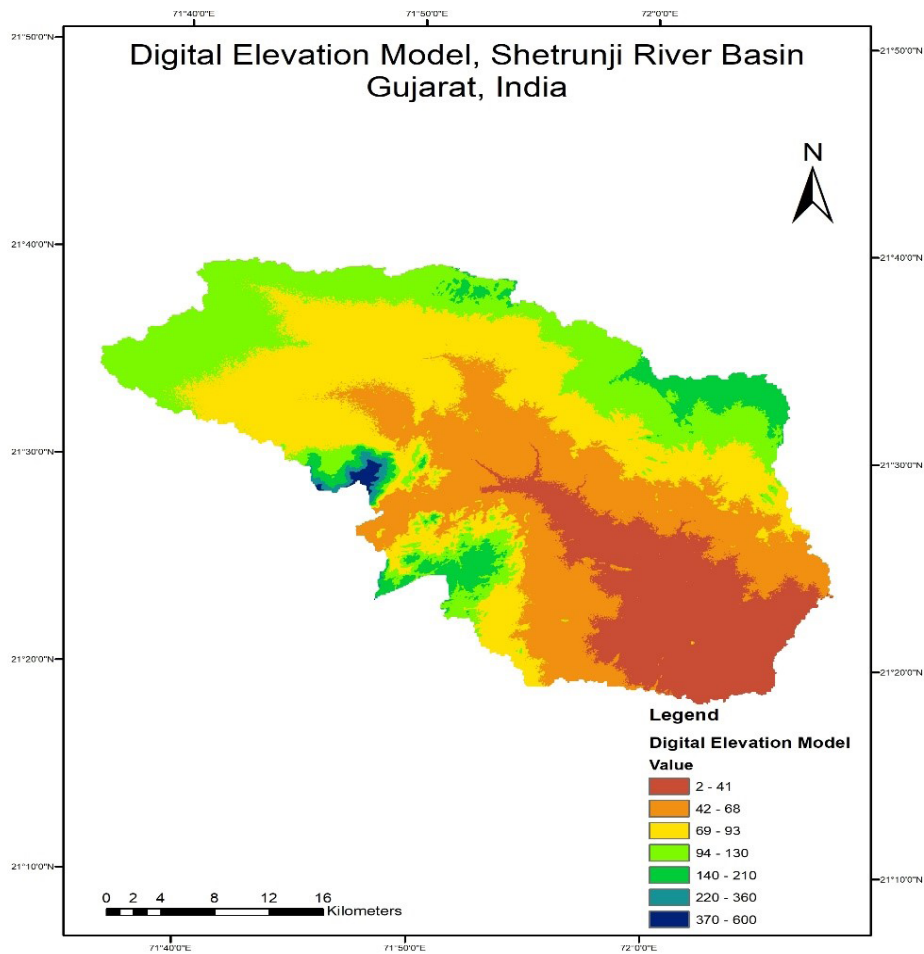 71°40'0"E
71°50'0"E
72°0'0"E
21°50'0"N
21°50'0"N
Digital Elevation Model, Shetrunji River Basin
Gujarat, India
N
21°40'0"N
21°40'0"N
21°30'0"N
21°30'0"N
21°20'0"N
21°20'0"N
Legend
Digital Elevation Model
Value
2 - 41
42 - 68
69 - 93
94 - 130
140 - 210
220 - 360
370 - 600
21°10'0"N
21°10'0"N
0 2 4 8 12 16
Kilometers
71°40'0"E
71°50'0"E
72°0'0"E